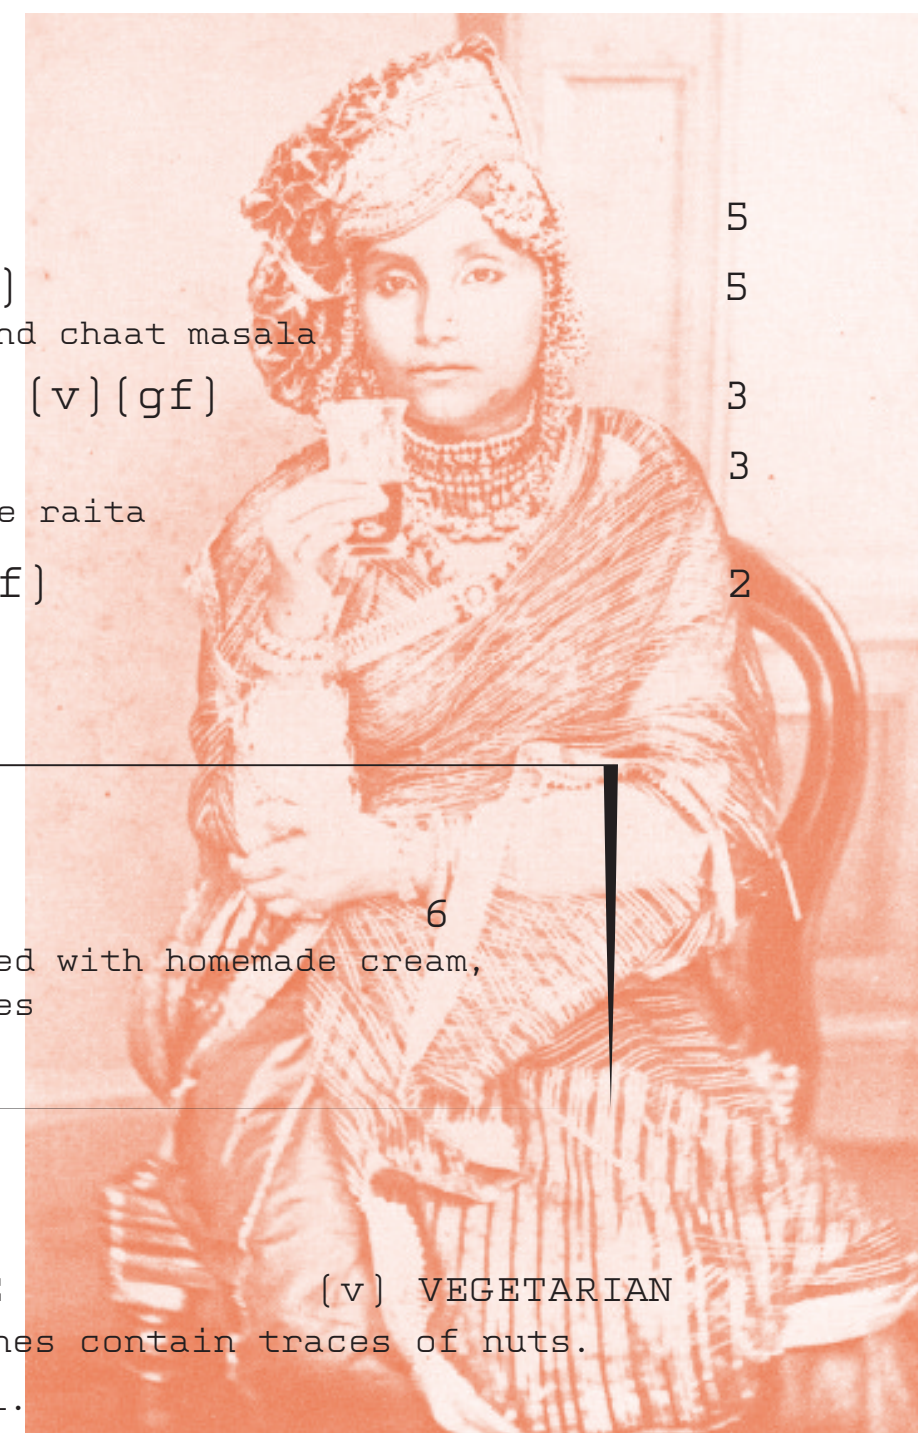 5
) 5
nd chaat masala
(v)(gf) 3
3
e raita
f) 2
6
ed with homemade cream,
es
(v) VEGETARIAN
nes contain traces of nuts.